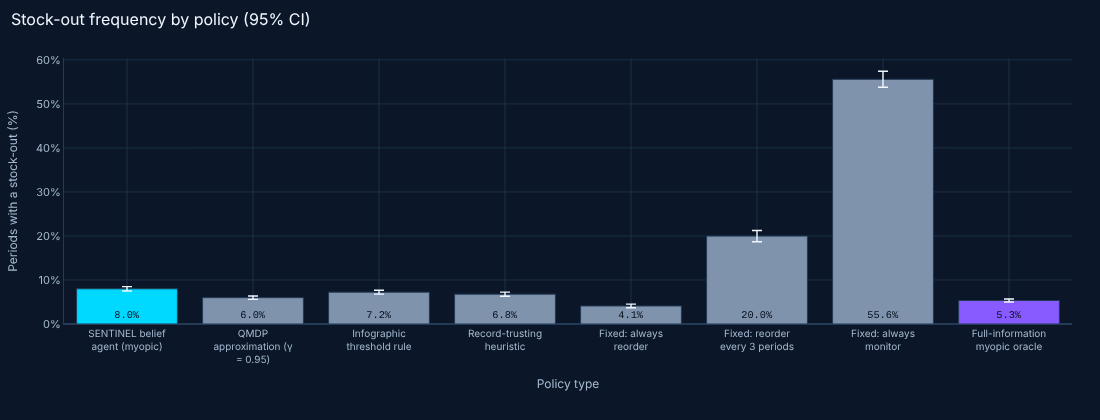 Stock-out frequency by policy (95% CI)
Periods with a stock-out (%)
60%
50%
40%
30%
20%
10%
0%
8.0%
6.0%
7.2%
6.8%
4.1%
20.0%
55.6%
5.3%
SENTINEL belief
agent (myopic)
QMDP
approximation (γ
= 0.95)
Infographic
threshold rule
Record-trusting
heuristic
Fixed: always
reorder
Fixed: reorder
every 3 periods
Fixed: always
monitor
Full-information
myopic oracle
Policy type